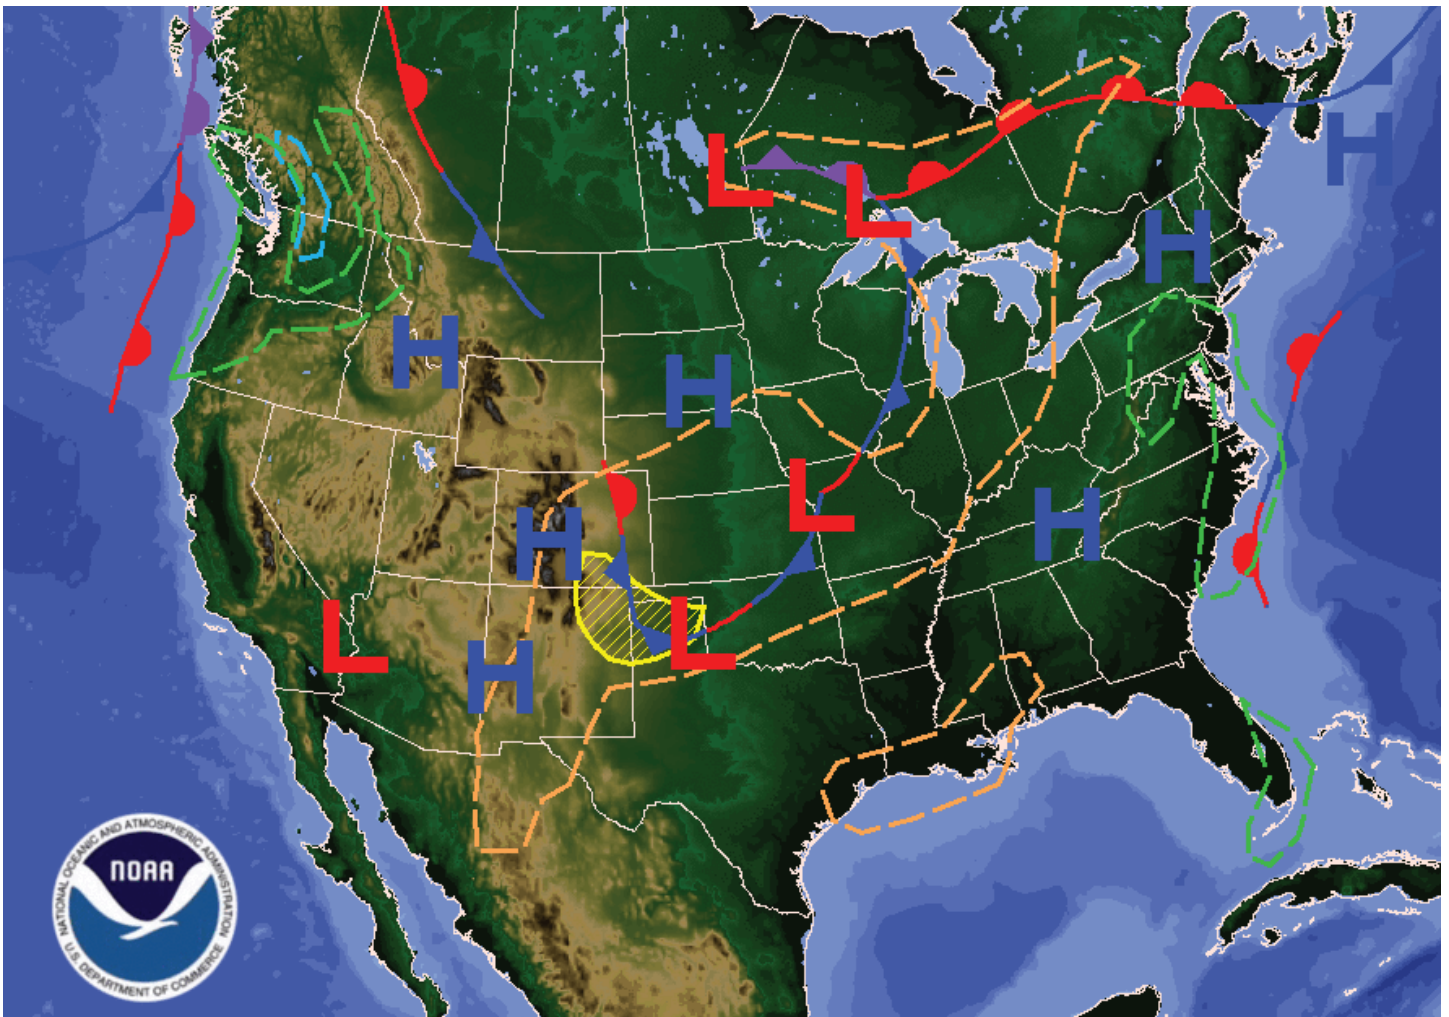 H
L
L
H
H
H
L
H
H
H
L
L
H
NATIONAL OCEANIC AND ATMOSPHERIC ADMINISTRATION
NOAA
U.S. DEPARTMENT OF COMMERCE